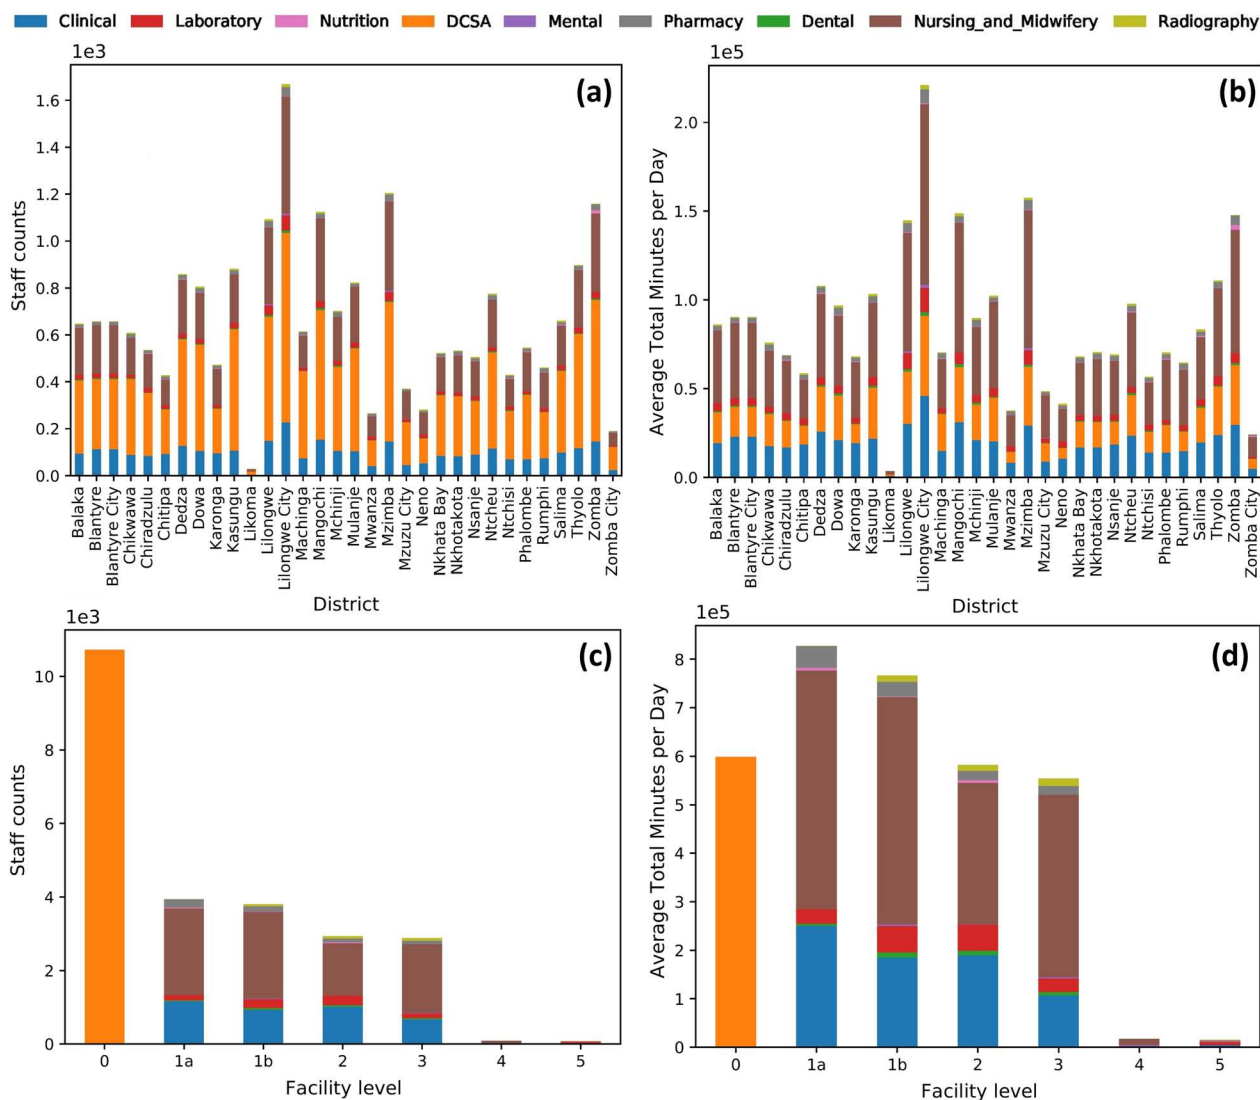 Clinical Laboratory Nutrition DCSA Mental Pharmacy Dental Nursing_and_Midwifery Radiography
1e3
(a)
Staff counts
1.6
1.4
1.2
1.0
0.8
0.6
0.4
0.2
0.0
Balaka
Blantyre
Blantyre City
Chikwawa
Chiradzulu
Chitipa
Dedza
Dowa
Karonga
Kasungu
Likoma
Lilongwe
Lilongwe City
Machinga
Mangochi
Mchinji
Mulanje
Mwanza
Mzimba
Mzuzu City
Neno
Nkhata Bay
Nkhotakota
Nsanje
Ntcheu
Ntchisi
Phalombe
Rumphi
Salima
Thyolo
Zomba
Zomba City
District
1e5
(b)
Average Total Minutes per Day
2.0
1.5
1.0
0.5
0.0
Balaka
Blantyre
Blantyre City
Chikwawa
Chiradzulu
Chitipa
Dedza
Dowa
Karonga
Kasungu
Likoma
Lilongwe
Lilongwe City
Machinga
Mangochi
Mchinji
Mulanje
Mwanza
Mzimba
Mzuzu City
Neno
Nkhata Bay
Nkhotakota
Nsanje
Ntcheu
Ntchisi
Phalombe
Rumphi
Salima
Thyolo
Zomba
Zomba City
District
1e3
(c)
Staff counts
10
8
6
4
2
0
0 1a 1b 2 3 4 5
Facility level
1e5
(d)
Average Total Minutes per Day
8
7
6
5
4
3
2
1
0
0 1a 1b 2 3 4 5
Facility level